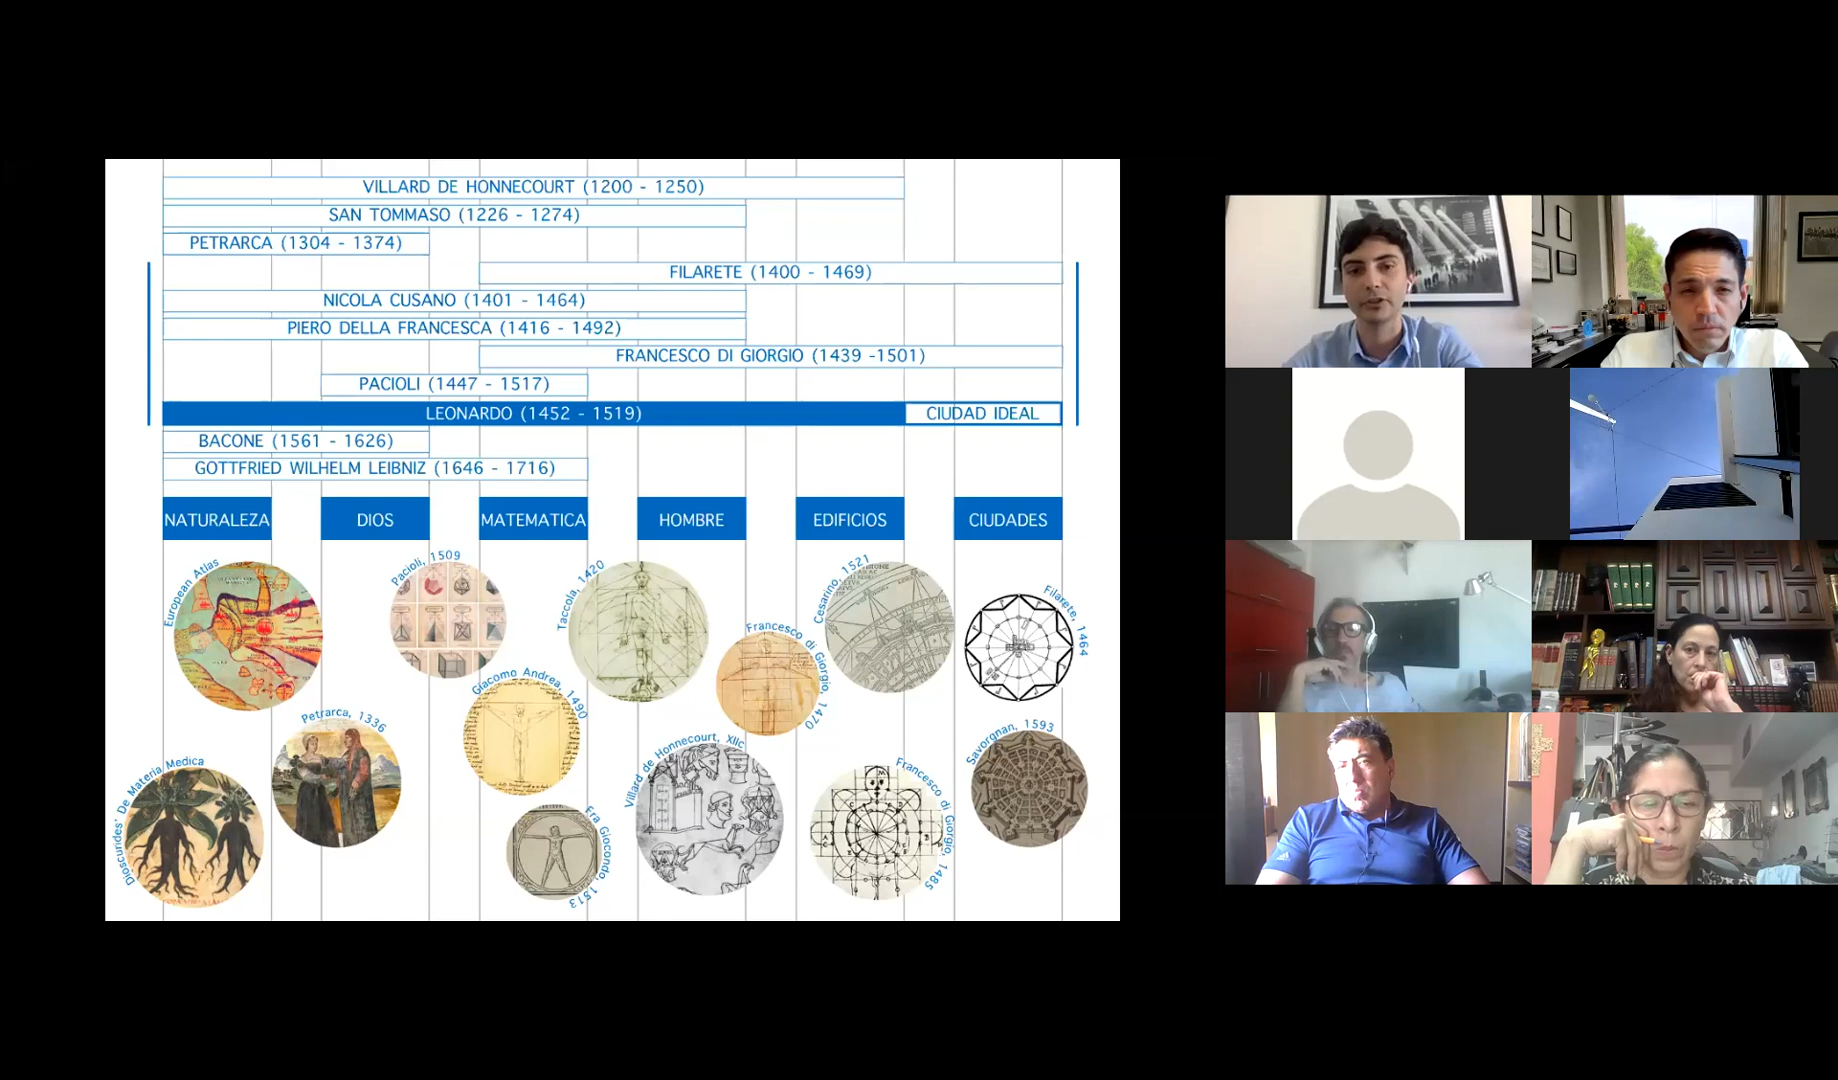 VILLARD DE HONNECOURT (1200 - 1250)
SAN TOMMASO (1226 - 1274)
PETRARCA (1304 - 1374)
FILARETE (1400 - 1469)
NICOLA CUSANO (1401 - 1464)
PIERO DELLA FRANCESCA (1416 - 1492)
FRANCESCO DI GIORGIO (1439 -1501)
PACIOLI (1447 - 1517)
LEONARDO (1452 - 1519)
CIUDAD IDEAL
BACONE (1561 - 1626)
GOTTFRIED WILHELM LEIBNIZ (1646 - 1716)
NATURALEZA
DIOS
MATEMATICA
HOMBRE
EDIFICIOS
CIUDADES
European Atlas
Pacioli, 1509
Taccola, 1420
Cesarino, 1521
Filarete, 1464
Francesco di Giorgio, 1470
Giacomo Andrea, 1490
Petrarca, 1336
Dioscurides' De Materia Medica
Villard de Honnecourt, XIIc
Francesco di Giorgio, 1485
Savorgnan, 1593
Fra Giocondo, 1513